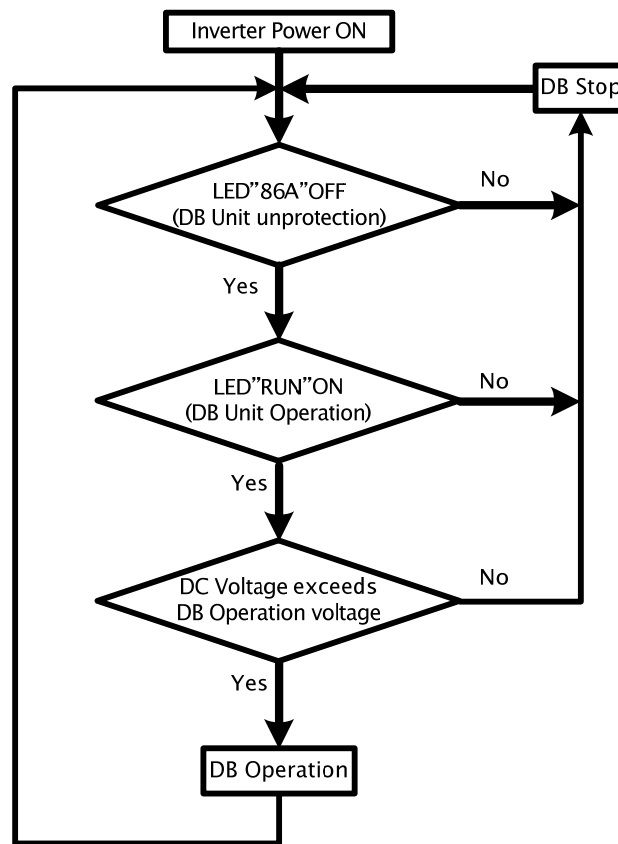 Inverter Power ON
DB Stop
LED"86A"OFF
(DB Unit unprotection)
No
Yes
LED"RUN"ON
(DB Unit Operation)
No
Yes
DC Voltage exceeds
DB Operation voltage
No
Yes
DB Operation